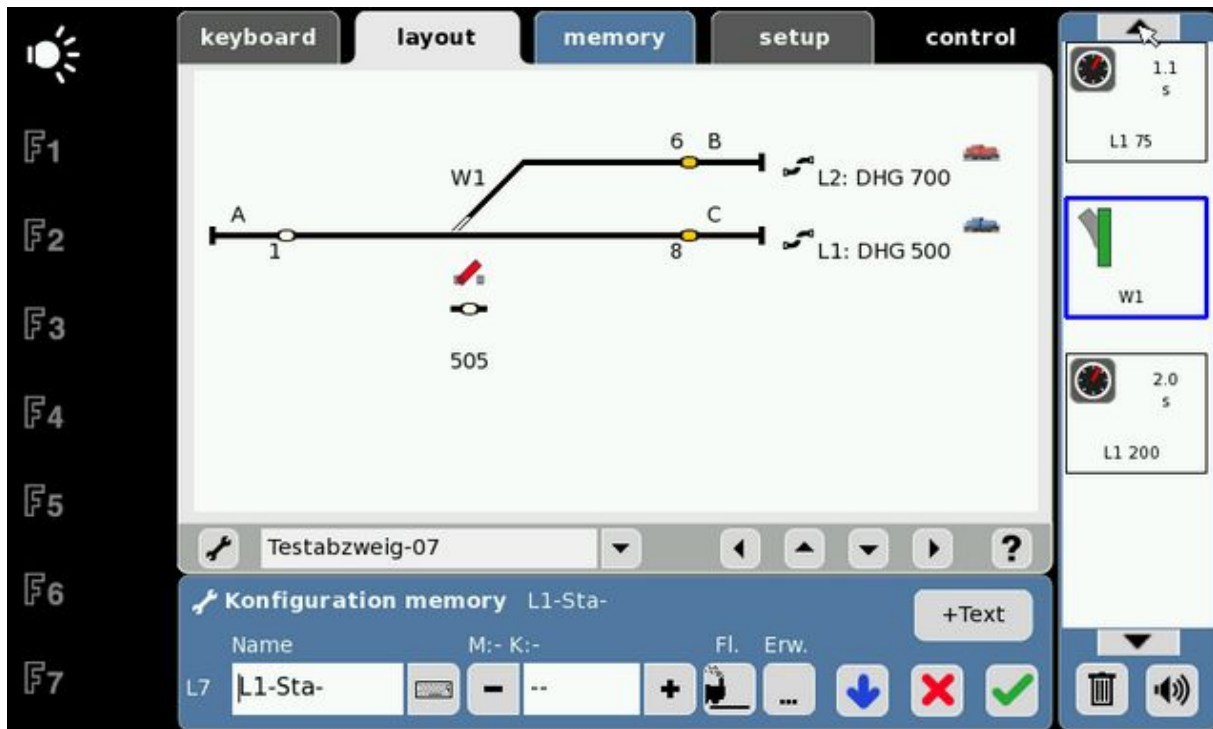 keyboard layout memory setup control
F1
F2
F3
F4
F5
F6
F7
6 B
W1
L2: DHG 700
A
C
1
8
L1: DHG 500
505
Testabzweig-07
?
Konfiguration memory L1-Sta-
+Text
Name M:- K:- Fl. Erw.
L7 L1-Sta- - -- + ...
1.1
s
L1 75
W1
2.0
s
L1 200